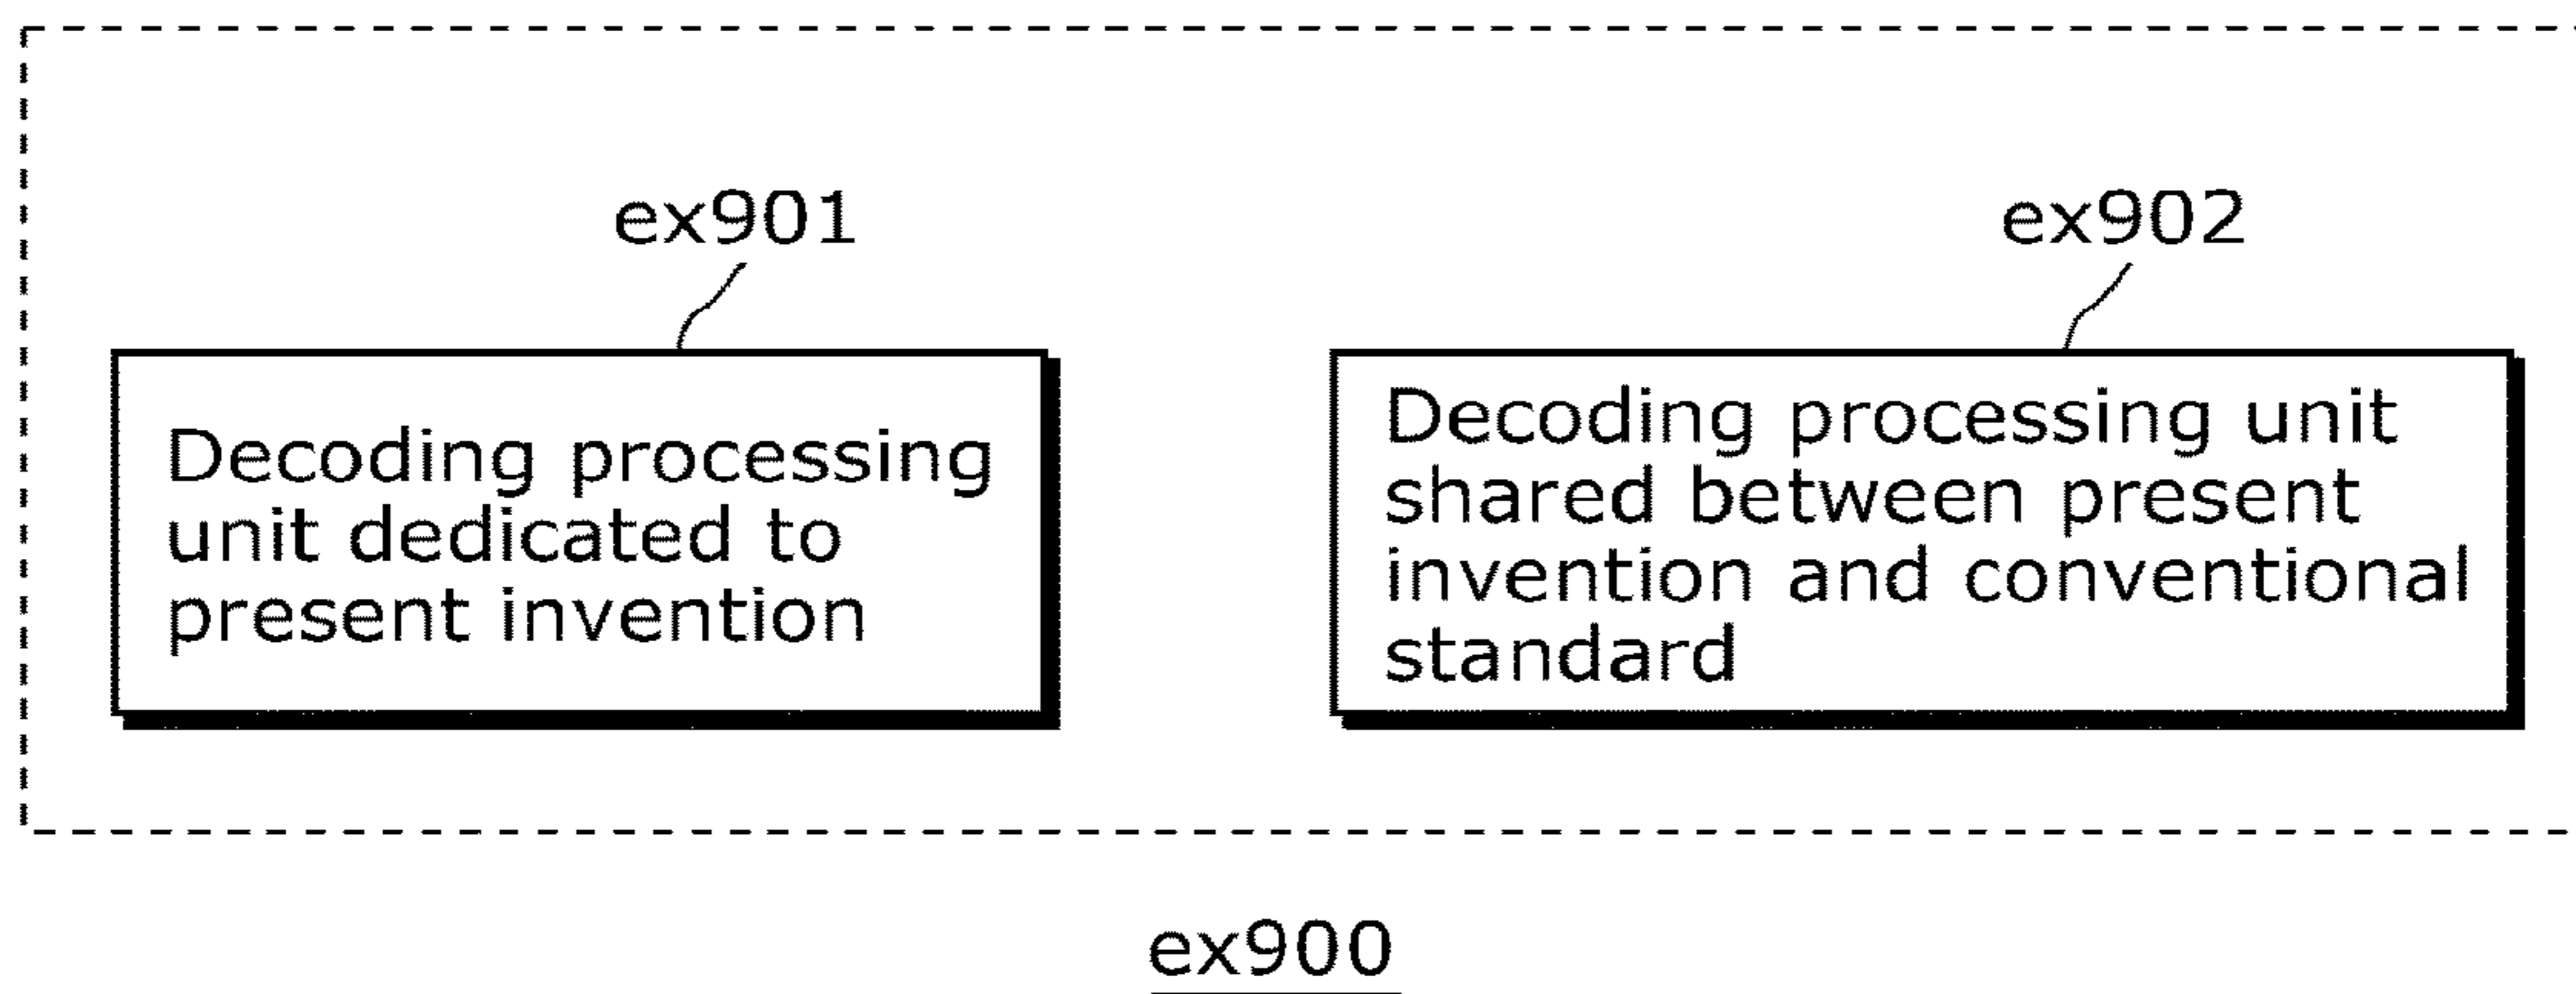 ex901
Decoding processing
unit dedicated to
present invention
ex902
Decoding processing unit
shared between present
invention and conventional
standard
ex900